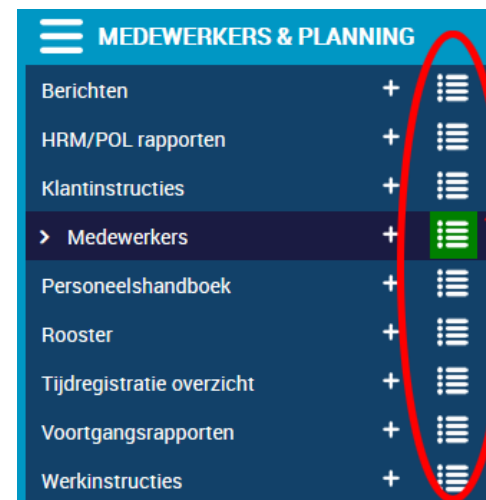 MEDEWERKERS & PLANNING
Berichten +
HRM/POL rapporten +
Klantinstructies +
> Medewerkers +
Personeelshandboek +
Rooster +
Tijdregistratie overzicht +
Voortgangsrapporten +
Werkinstructies +